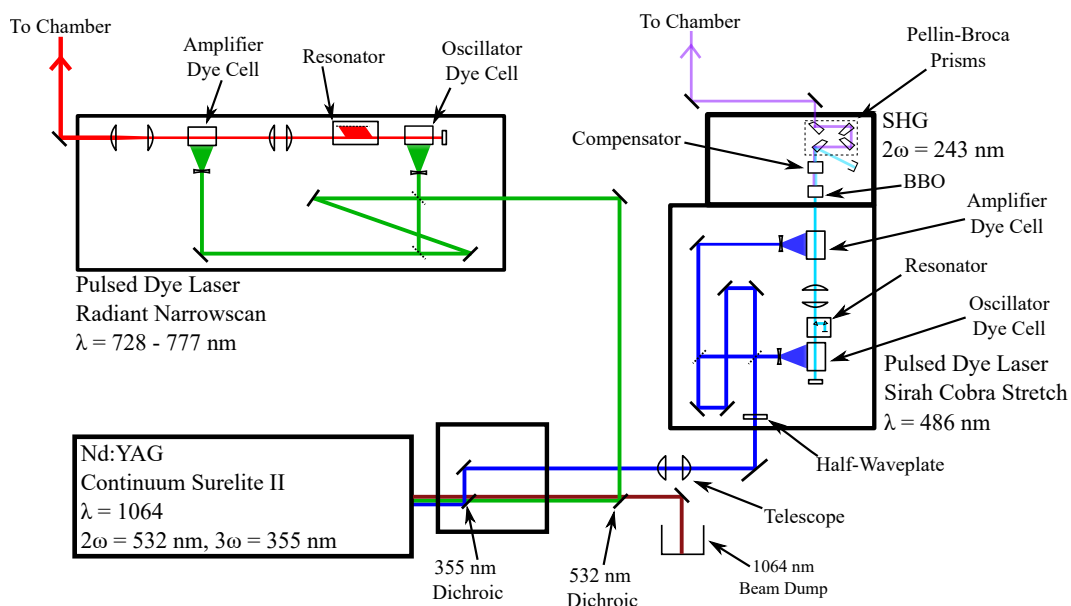 To Chamber
Amplifier
Dye Cell
Resonator
Oscillator
Dye Cell
Pulsed Dye Laser
Radiant Narrowscan
λ = 728 - 777 nm
To Chamber
Pellin-Broca
Prisms
SHG
2ω = 243 nm
Compensator
BBO
Amplifier
Dye Cell
Resonator
Oscillator
Dye Cell
Pulsed Dye Laser
Sirah Cobra Stretch
λ = 486 nm
Half-Waveplate
Telescope
Nd:YAG
Continuum Surelite II
λ = 1064
2ω = 532 nm, 3ω = 355 nm
355 nm
Dichroic
532 nm
Dichroic
1064 nm
Beam Dump